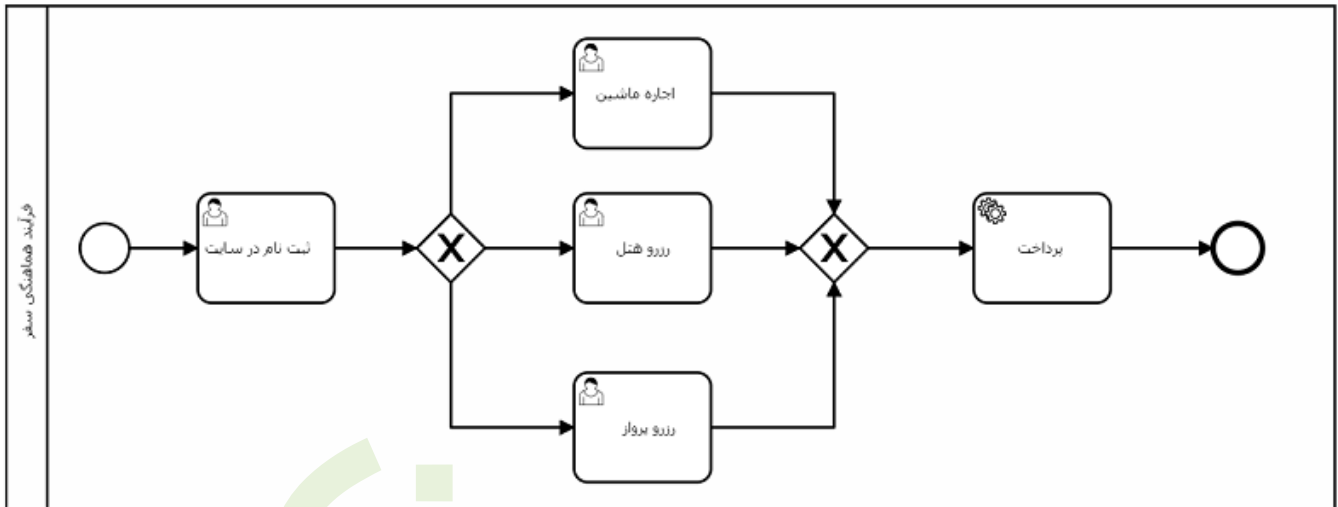 فرآیند هماهنگی سفر
ثبت نام در سایت
اجاره ماشین
رزرو هتل
رزرو پرواز
پرداخت